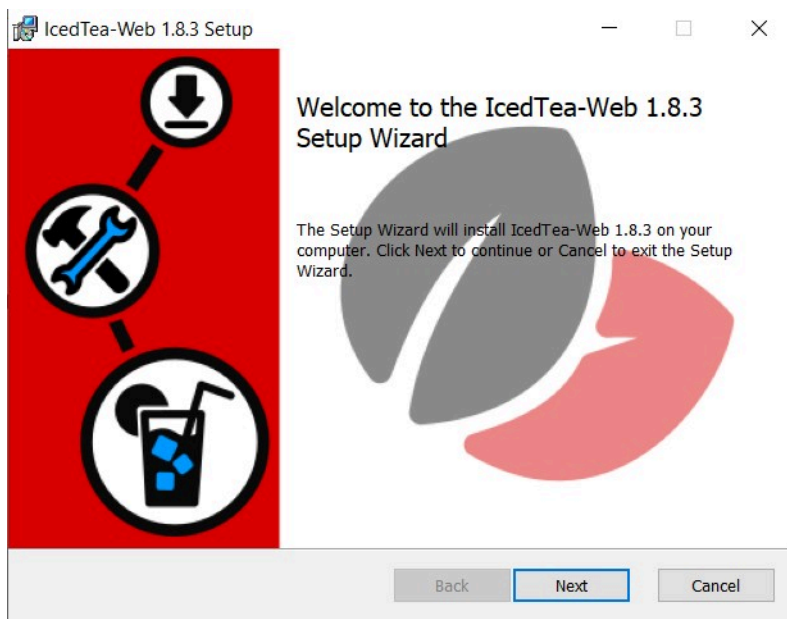 IcedTea-Web 1.8.3 Setup
Welcome to the IcedTea-Web 1.8.3
Setup Wizard
The Setup Wizard will install IcedTea-Web 1.8.3 on your
computer. Click Next to continue or Cancel to exit the Setup
Wizard.
Back Next Cancel